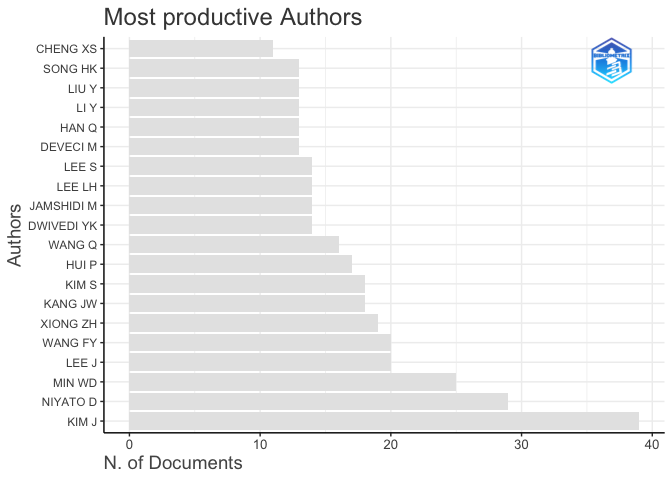 Most productive Authors
BIBLIOMETRIX
CHENG XS
SONG HK
LIU Y
LI Y
HAN Q
DEVECI M
LEE S
LEE LH
JAMSHIDI M
DWIVEDI YK
WANG Q
HUI P
KIM S
KANG JW
XIONG ZH
WANG FY
LEE J
MIN WD
NIYATO D
KIM J
Authors
0 10 20 30 40
N. of Documents